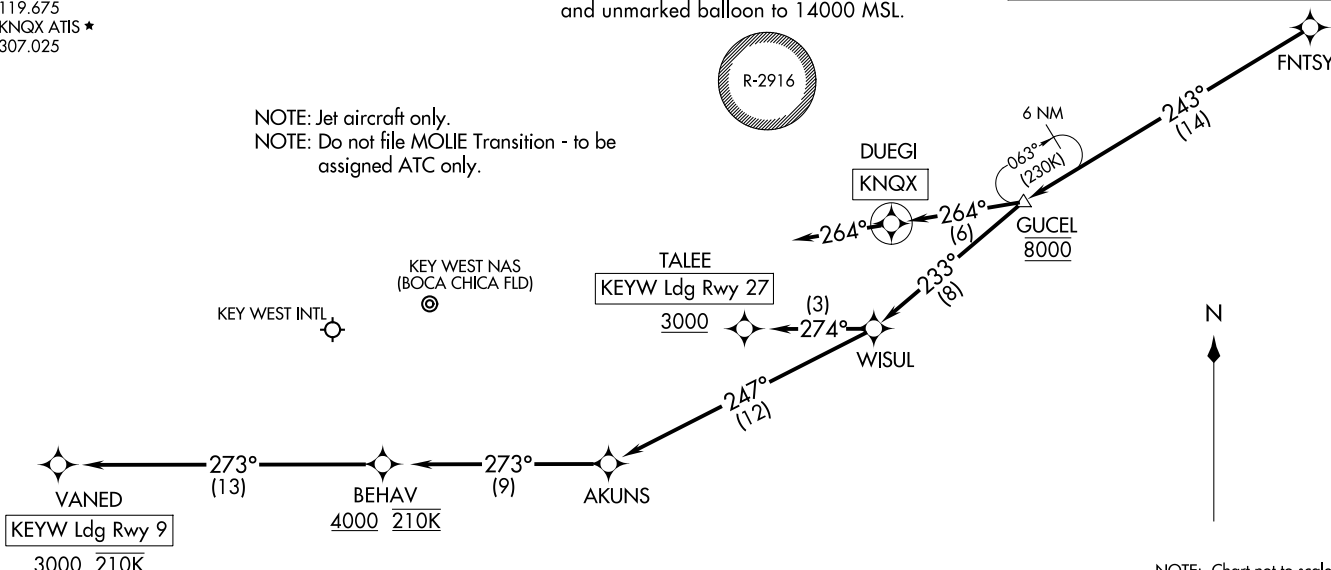 119.675
KNQX ATIS ★
307.025
and unmarked balloon to 14000 MSL.
R-2916
FNTSY
NOTE: Jet aircraft only.
NOTE: Do not file MOLIE Transition - to be
assigned ATC only.
243°
(14)
6 NM
063°
(230K)
DUEGI
KNQX
264°
264°
(6)
GUCEL
8000
233°
(8)
KEY WEST NAS
(BOCA CHICA FLD)
KEY WEST INTL
TALEE
KEYW Ldg Rwy 27
3000
(3)
274°
WISUL
N
247°
(12)
273°
(13)
273°
(9)
VANED
KEYW Ldg Rwy 9
3000 210K
BEHAV
4000 210K
AKUNS
NOTE: Chart not to scale